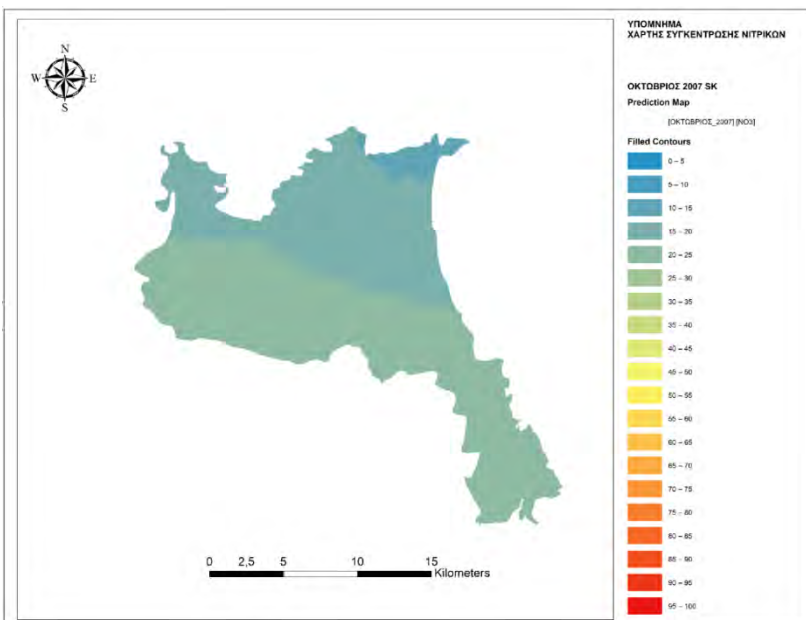 ΥΠΟΜΝΗΜΑ
ΧΑΡΤΗΣ ΣΥΓΚΕΝΤΡΩΣΗΣ ΝΙΤΡΙΚΩΝ
N
W E
S
ΟΚΤΩΒΡΙΟΣ 2007 SK
Prediction Map
[ΟΚΤΩΒΡΙΟΣ_2007] [NO3]
Filled Contours
0 – 5
5 – 10
10 – 15
15 – 20
20 – 25
25 – 30
30 – 35
35 – 40
40 – 45
45 – 50
50 – 55
55 – 60
60 – 65
65 – 70
70 – 75
75 – 80
80 – 85
85 – 90
90 – 95
95 – 100
0 2,5 5 10 15
Kilometers